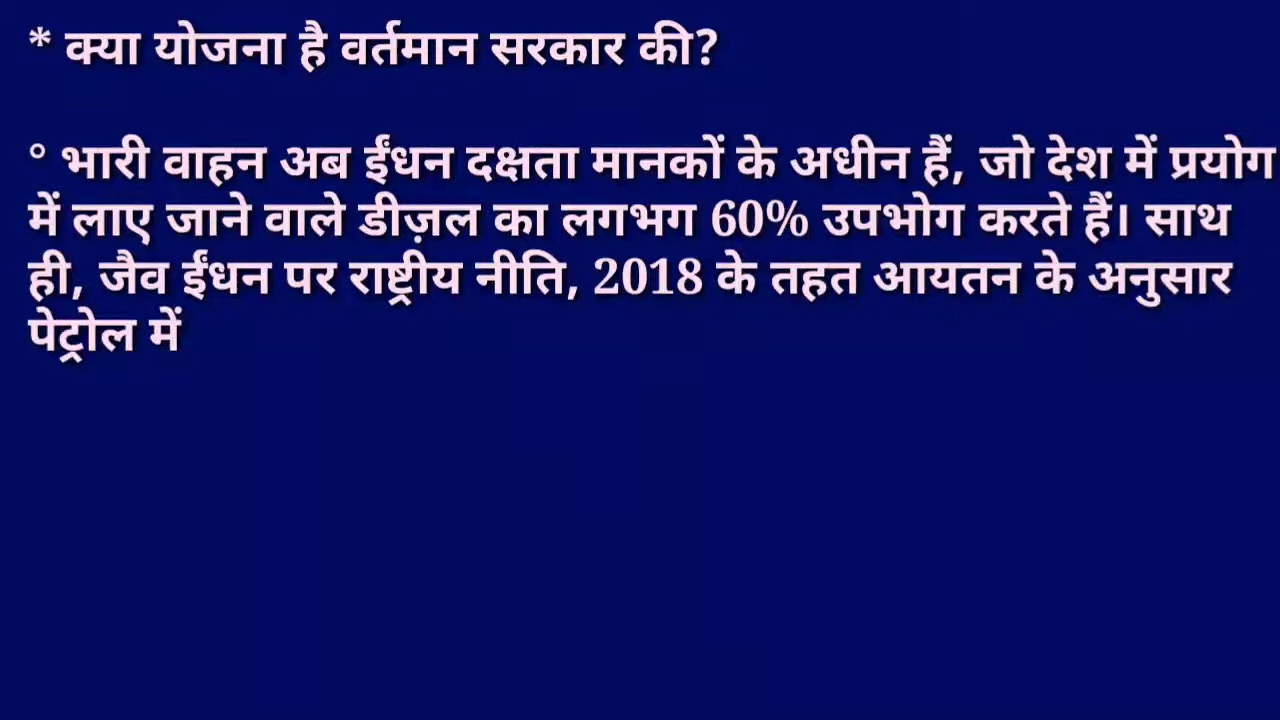 * क्या योजना है वर्तमान सरकार की?
° भारी वाहन अब ईंधन दक्षता मानकों के अधीन हैं, जो देश में प्रयोग
में लाए जाने वाले डीज़ल का लगभग 60% उपभोग करते हैं। साथ
ही, जैव ईंधन पर राष्ट्रीय नीति, 2018 के तहत आयतन के अनुसार
पेट्रोल में